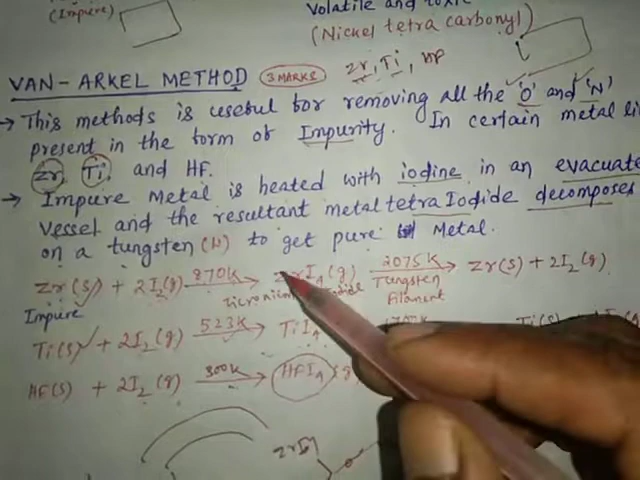 (Impure)
Volatile and toxic
(Nickel tetra carbonyl)
VAN-ARKEL METHOD (3 MARKS) Zr, Ti, HP
→ This methods is useful for removing all the 'O' and 'N'
present in the form of Impurity. In certain metal li
Zr, Ti, and HF.
→ Impure Metal is heated with iodine in an evacuate
vessel and the resultant metal tetra Iodide decomposes
on a tungsten (W) to get pure Metal.
Zr(s) + 2I2(g) 870K → ZrI4(g) 2075K → Zr(s) + 2I2(g)
Impure Tungsten
Filament
Ti(s) + 2I2(g) 523K → TiI4
HF(s) + 2I2(g) 800K → HFI4 (g)
ZrI4